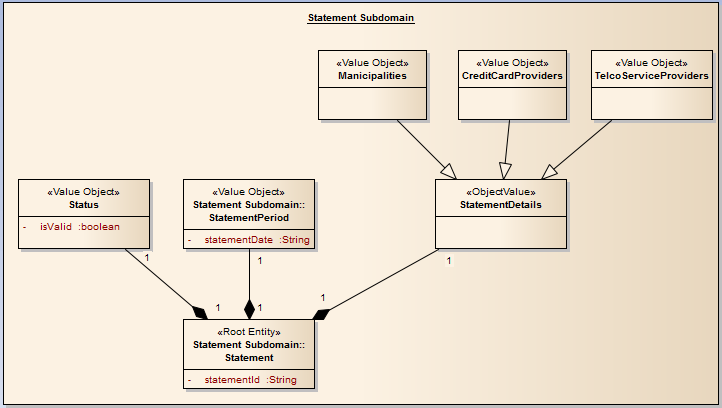 Statement Subdomain
«Value Object»
Manicipalities
«Value Object»
CreditCardProviders
«Value Object»
TelcoServiceProviders
«Value Object»
Status
- isValid :boolean
«Value Object»
Statement Subdomain::
StatementPeriod
- statementDate :String
«ObjectValue»
StatementDetails
1
1
1
1
1
1
«Root Entity»
Statement Subdomain::
Statement
- statementId :String